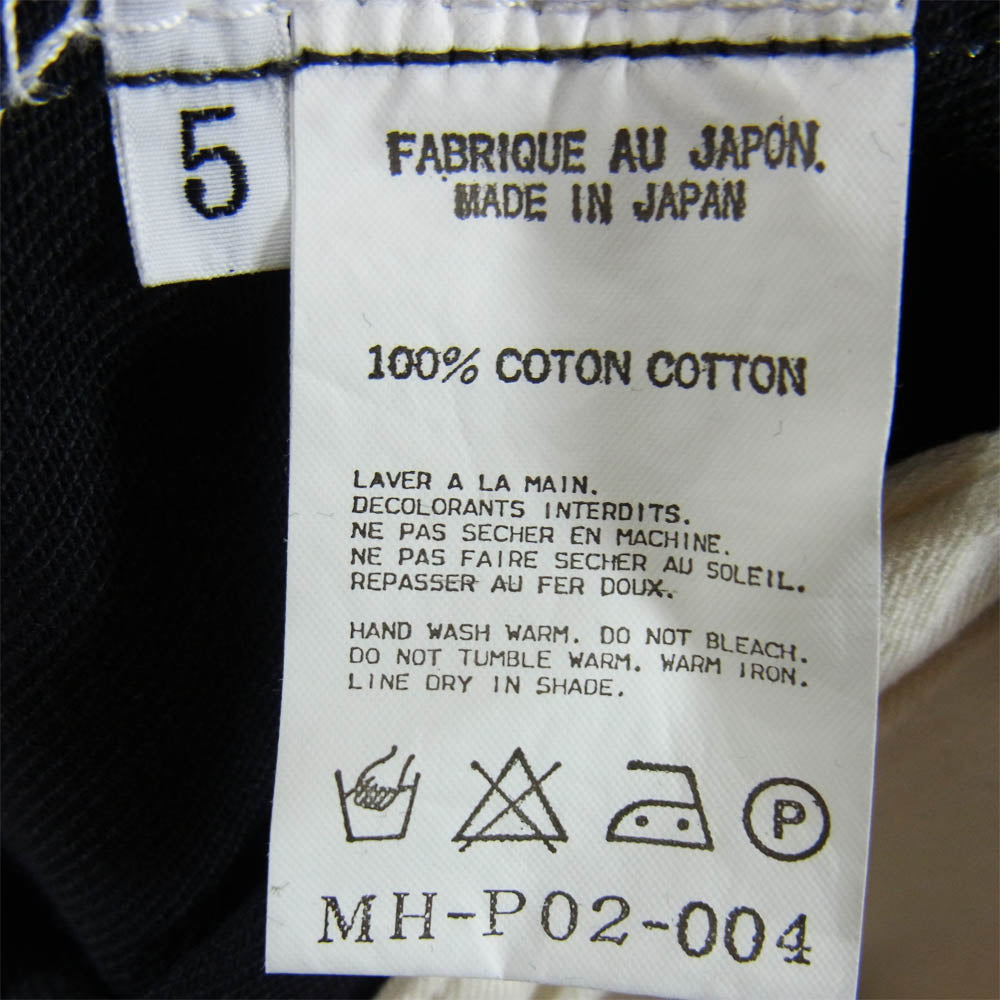 5
FABRIQUE AU JAPON.
MADE IN JAPAN
100% COTON COTTON
LAVER A LA MAIN.
DECOLORANTS INTERDITS.
NE PAS SECHER EN MACHINE.
NE PAS FAIRE SECHER AU SOLEIL.
REPASSER AU FER DOUX.
HAND WASH WARM. DO NOT BLEACH.
DO NOT TUMBLE WARM. WARM IRON.
LINE DRY IN SHADE.
P
MH-P02-004